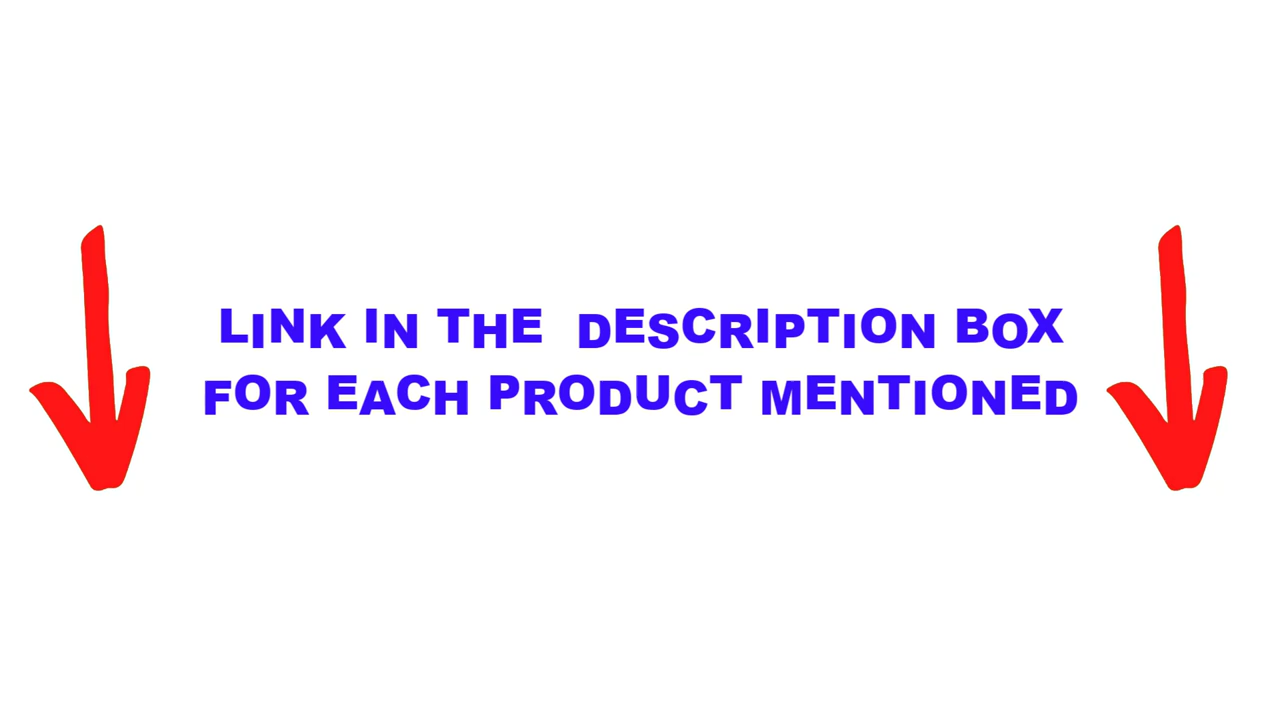 LINK IN THE  DESCRIPTION BOX
FOR EACH PRODUCT MENTIONED